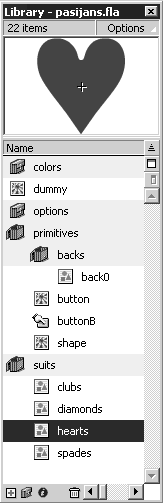 Library - pasijans.fla
22 items Options
Name
colors
dummy
options
primitives
backs
back0
button
buttonB
shape
suits
clubs
diamonds
hearts
spades